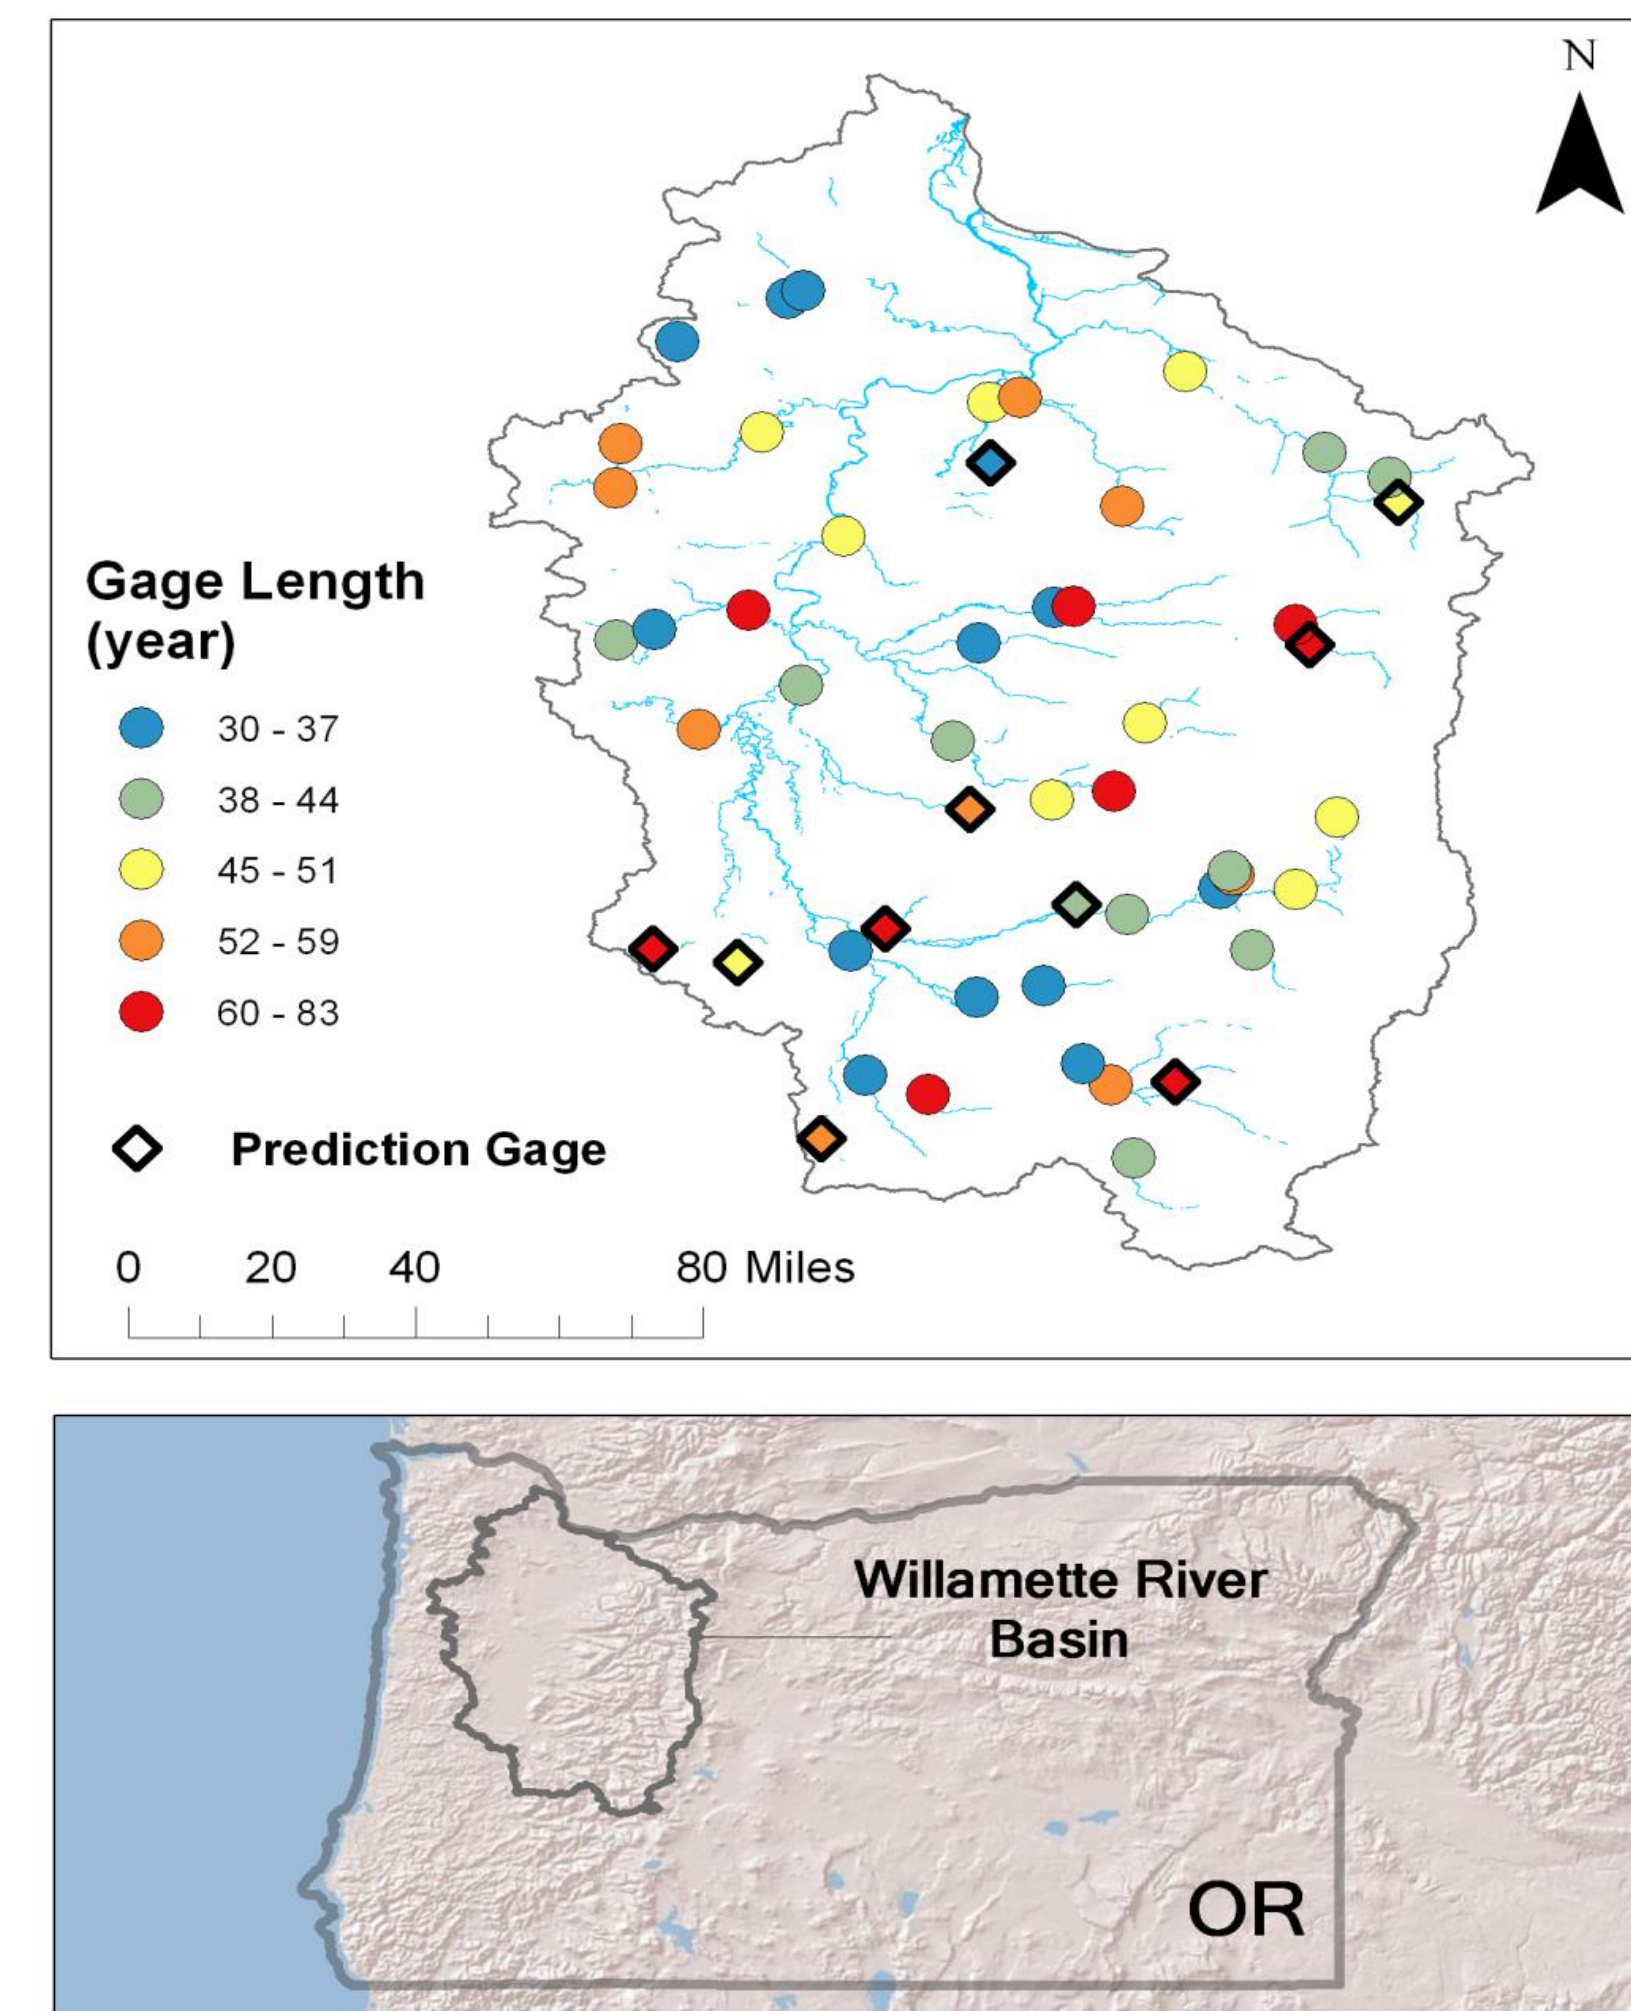 N
Gage Length
(year)
30 - 37
38 - 44
45 - 51
52 - 59
60 - 83
Prediction Gage
0 20 40 80 Miles
Willamette River
Basin
OR